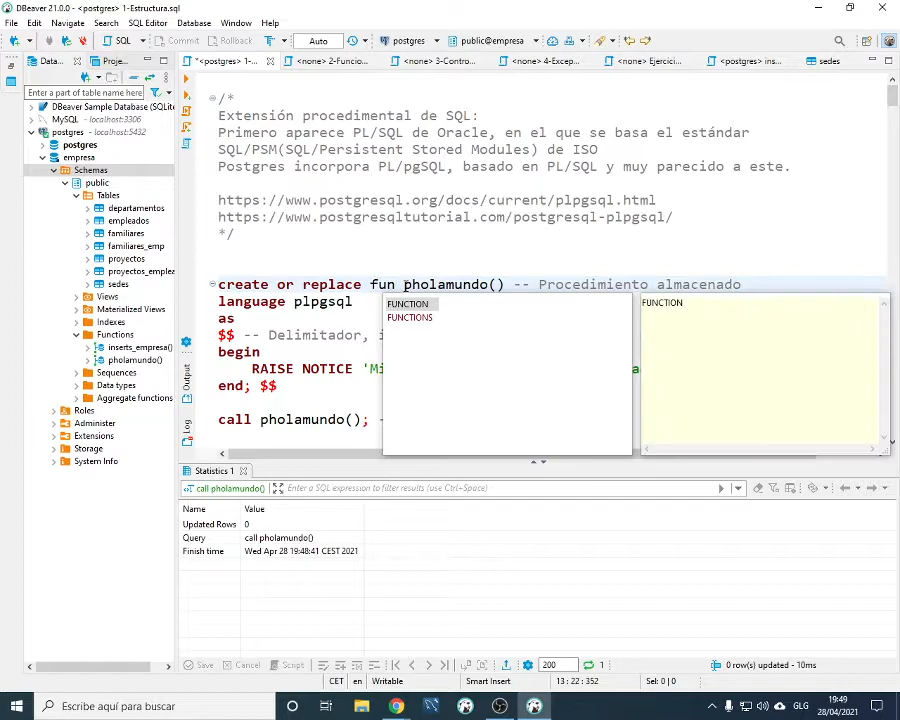 DBeaver 21.0.0 - <postgres> 1-Estructura.sql
File Edit Navigate Search SQL Editor Database Window Help
SQL Commit Rollback Auto postgres public@empresa
Data... Proje... *<postgres> 1-... <none> 2-Funcio... <none> 3-Contro... <none> 4-Excep... <none> Ejercici... <postgres> ins... sedes
Enter a part of table name here
DBeaver Sample Database (SQLite
MySQL - localhost:3306
postgres - localhost:5432
postgres
empresa
Schemas
public
Tables
departamentos
empleados
familiares
familiares_emp
proyectos
proyectos_emplea
sedes
Views
Materialized Views
Indexes
Functions
inserts_empresa()
pholamundo()
Sequences
Data types
Aggregate functions
Roles
Administer
Extensions
Storage
System Info
/*
Extensión procedimental de SQL:
Primero aparece PL/SQL de Oracle, en el que se basa el estándar
SQL/PSM(SQL/Persistent Stored Modules) de ISO
Postgres incorpora PL/pgSQL, basado en PL/SQL y muy parecido a este.
https://www.postgresql.org/docs/current/plpgsql.html
https://www.postgresqltutorial.com/postgresql-plpgsql/
*/
create or replace fun pholamundo() -- Procedimiento almacenado
language plpgsql
as
$$ -- Delimitador, i
begin
RAISE NOTICE 'Mi
end; $$
call pholamundo(); -
FUNCTION
FUNCTIONS
FUNCTION
Output
Log
Statistics 1
call pholamundo() Enter a SQL expression to filter results (use Ctrl+Space)
Name Value
Updated Rows 0
Query call pholamundo()
Finish time Wed Apr 28 19:48:41 CEST 2021
Save Cancel Script 200 1 0 row(s) updated - 10ms
CET en Writable Smart Insert 13 : 22 : 352 Sel: 0 | 0
Escribe aquí para buscar
GLG
19:49
28/04/2021